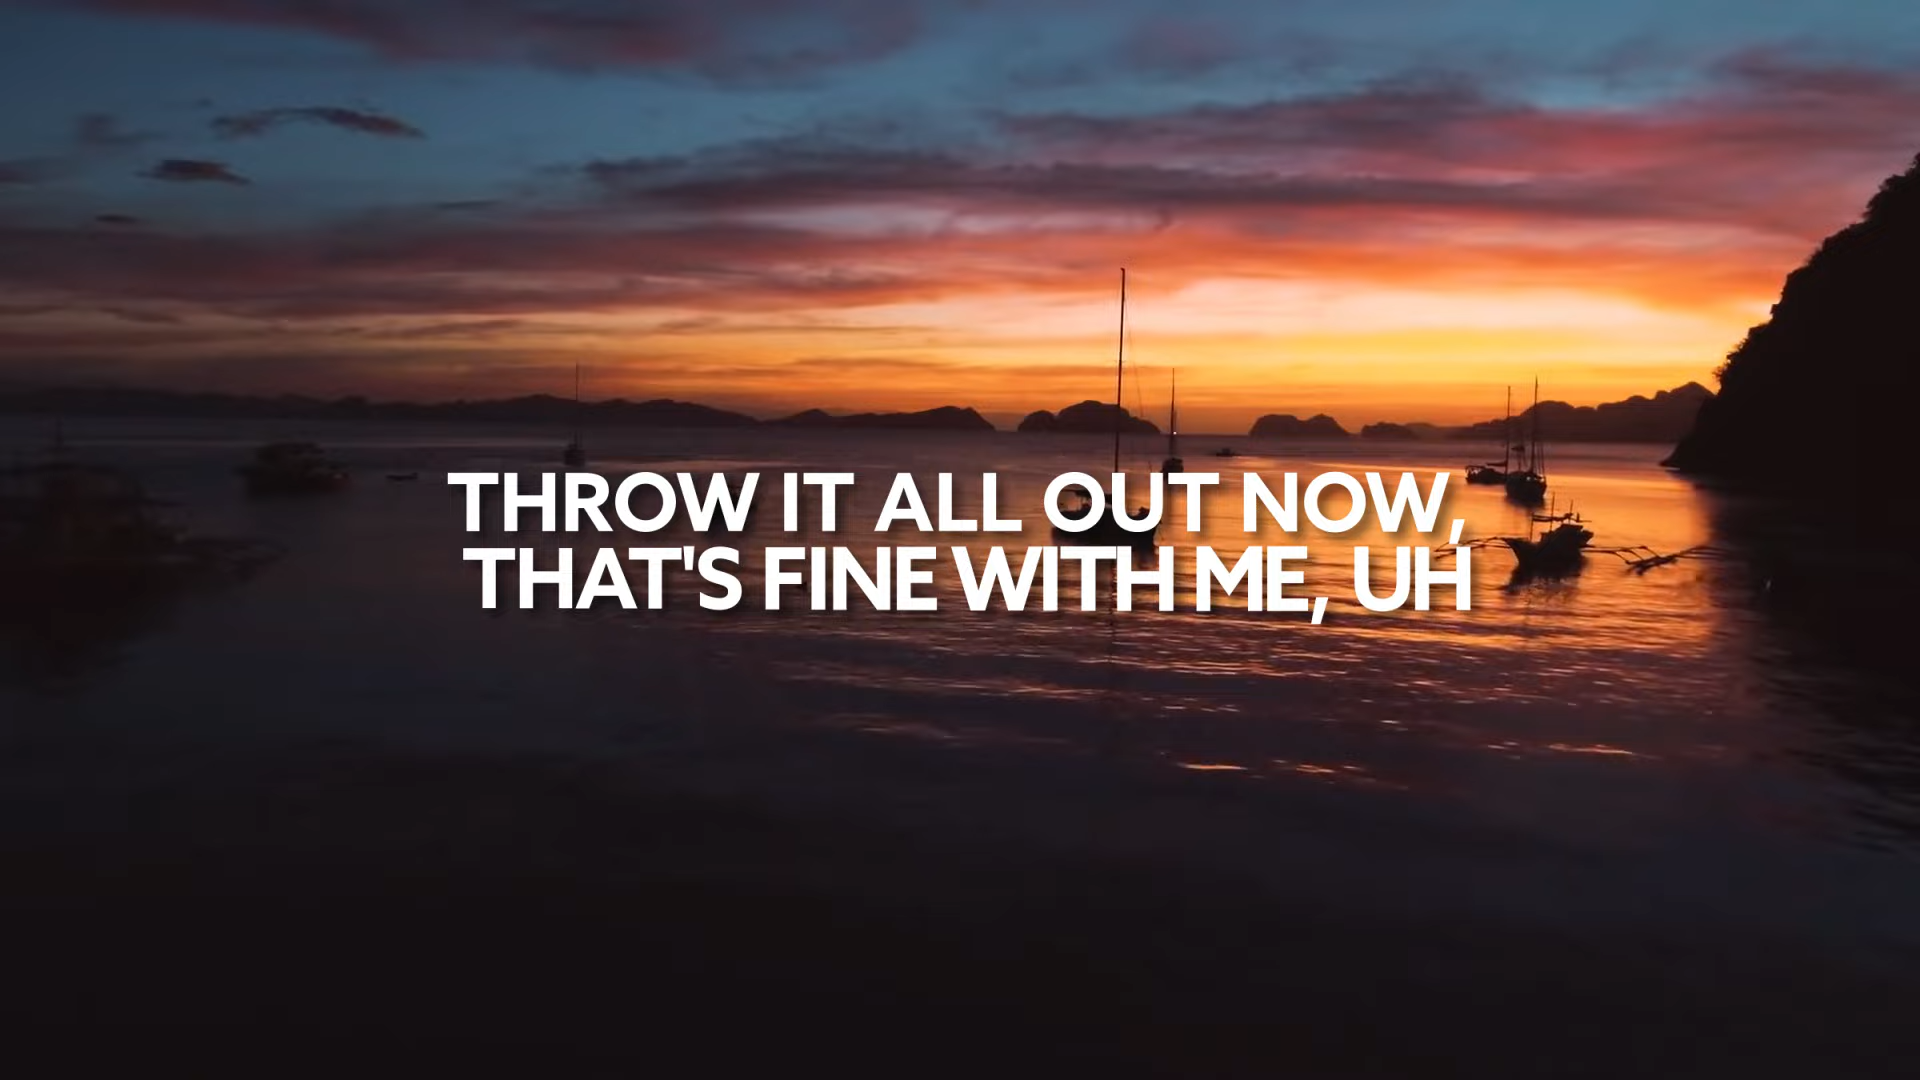 THROW IT ALL OUT NOW,
THAT'S FINE WITH ME, UH